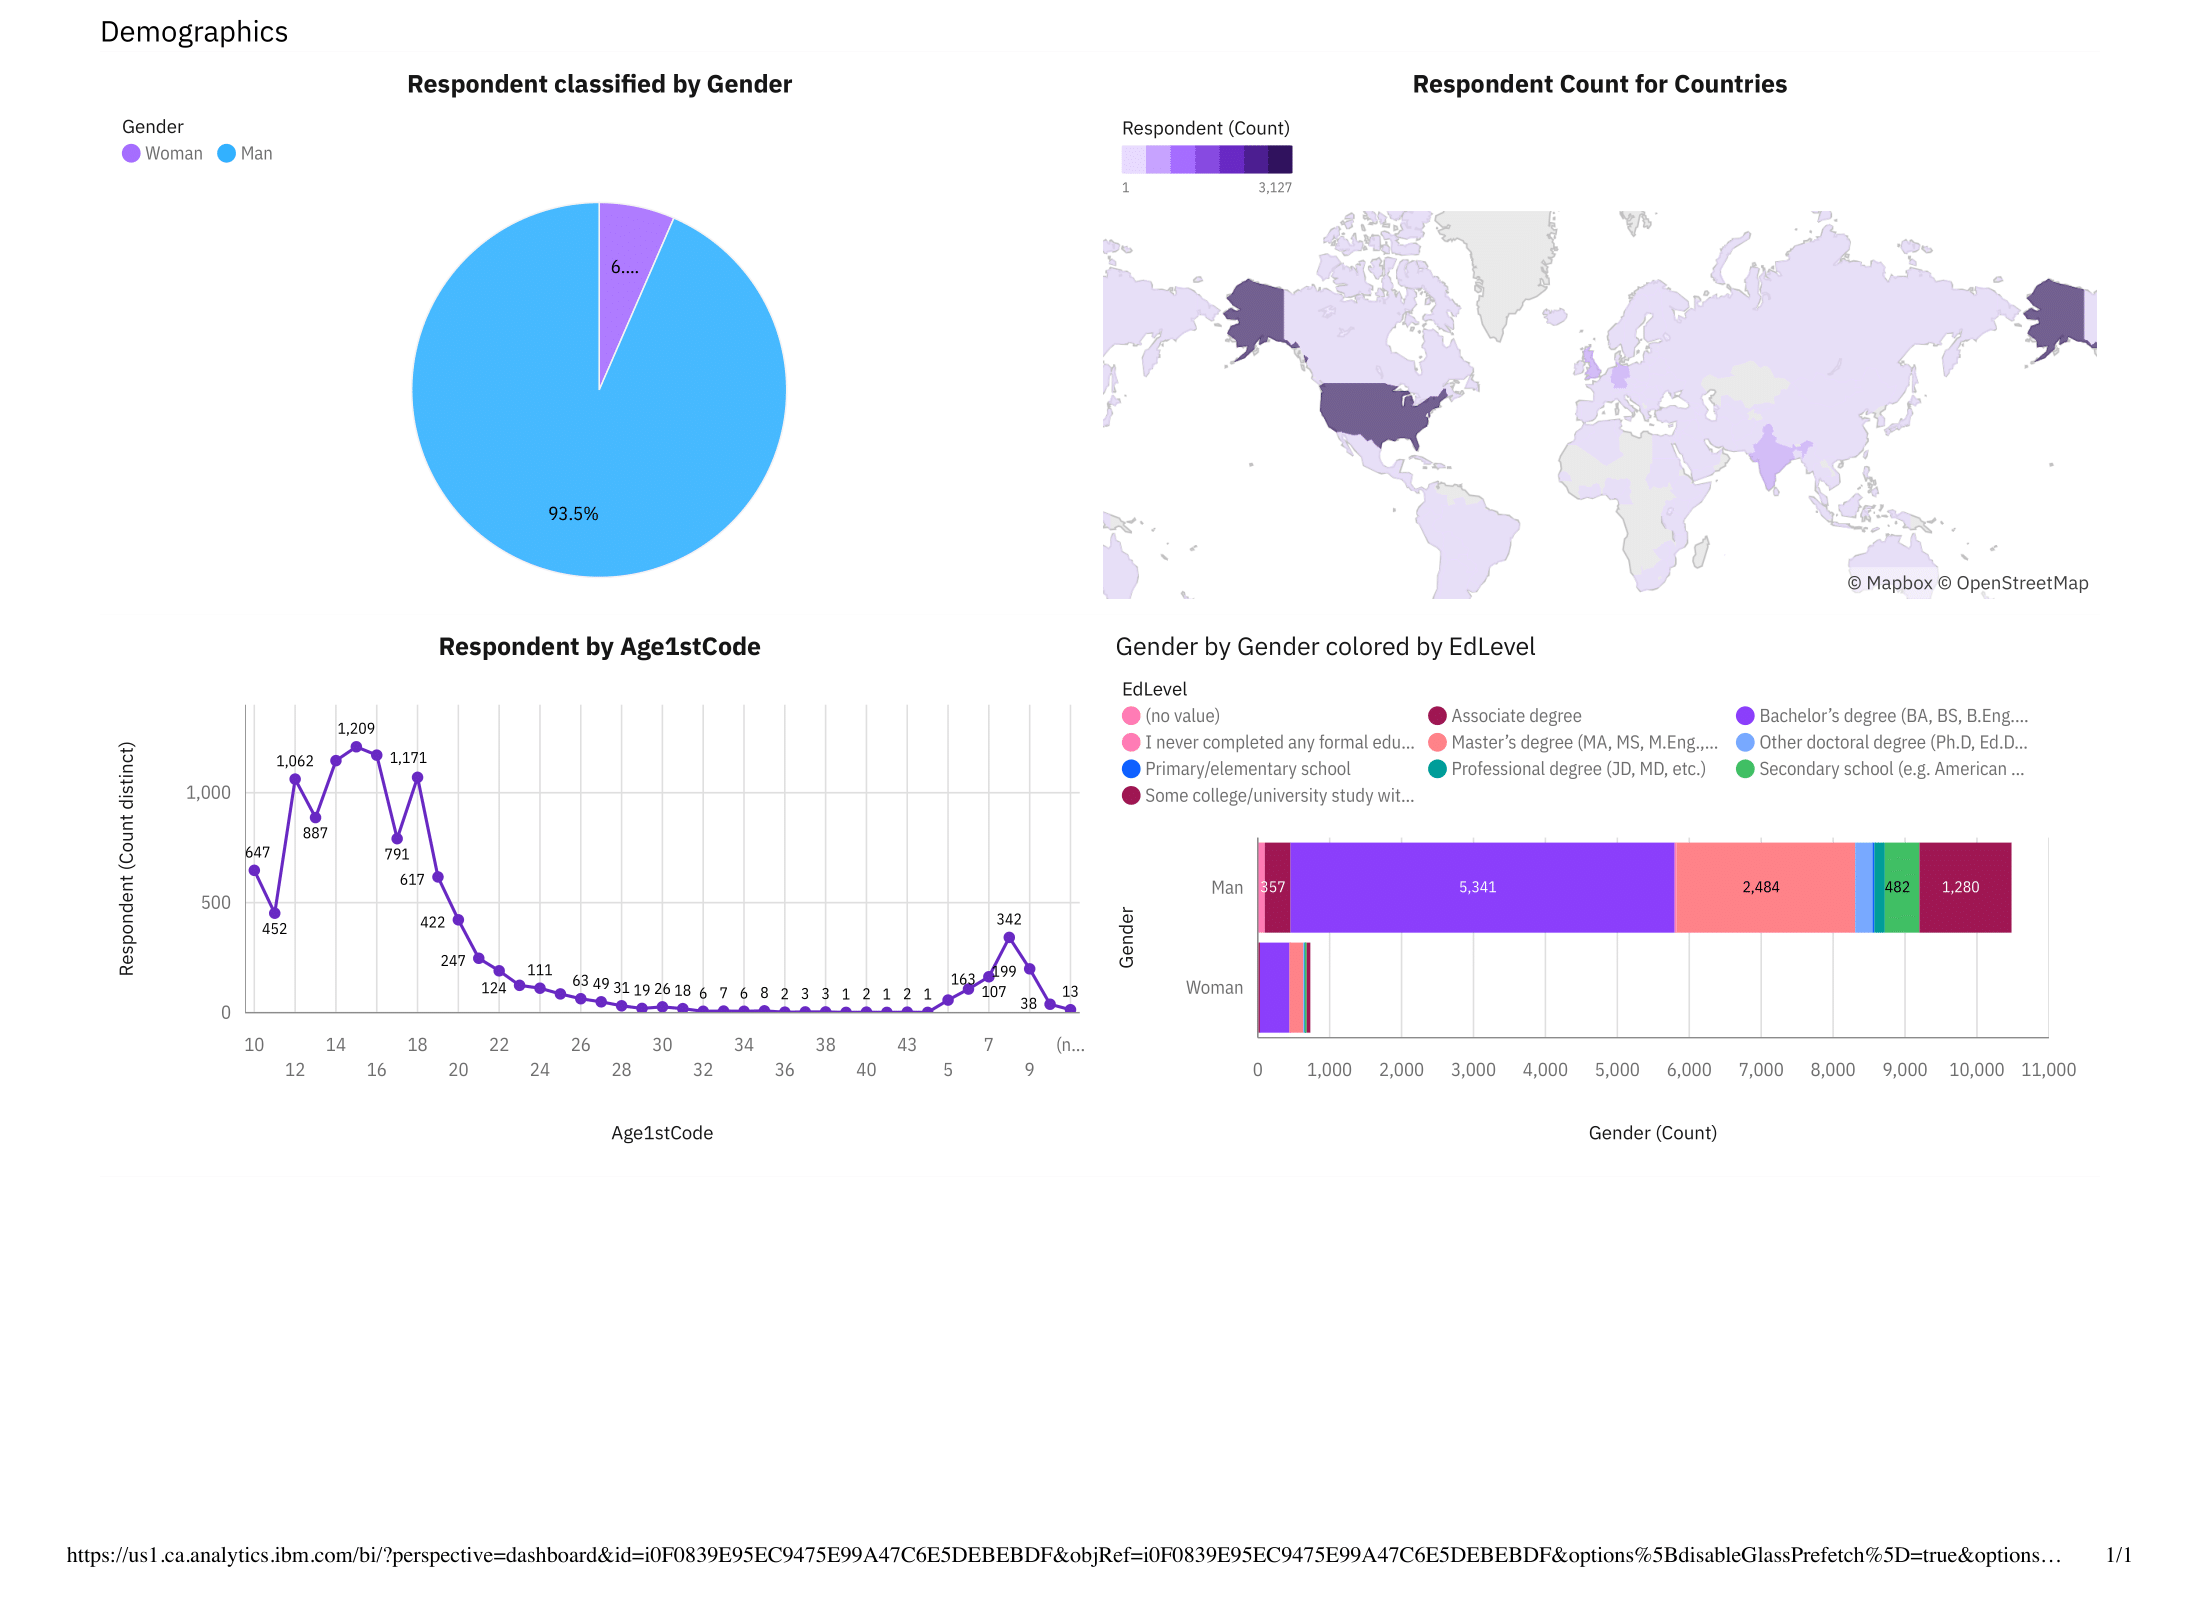 Demographics
Respondent classified by Gender
Gender
Woman Man
6....
93.5%
Respondent Count for Countries
Respondent (Count)
1 3,127
© Mapbox © OpenStreetMap
Respondent by Age1stCode
Respondent (Count distinct)
1,000
500
0
647
452
1,062
887
1,209
791
1,171
617
422
247
124
111
63
49
31
19
26
18
6
7
6
8
2
3
3
1
2
1
2
1
163
107
342
199
38
13
10 14 18 22 26 30 34 38 43 7 (n...
12 16 20 24 28 32 36 40 5 9
Age1stCode
Gender by Gender colored by EdLevel
EdLevel
(no value) Associate degree Bachelor’s degree (BA, BS, B.Eng....
I never completed any formal edu... Master’s degree (MA, MS, M.Eng.,... Other doctoral degree (Ph.D, Ed.D...
Primary/elementary school Professional degree (JD, MD, etc.) Secondary school (e.g. American ...
Some college/university study wit...
Gender
Man 357 5,341 2,484 482 1,280
Woman
0 1,000 2,000 3,000 4,000 5,000 6,000 7,000 8,000 9,000 10,000 11,000
Gender (Count)
https://us1.ca.analytics.ibm.com/bi/?perspective=dashboard&id=i0F0839E95EC9475E99A47C6E5DEBEBDF&objRef=i0F0839E95EC9475E99A47C6E5DEBEBDF&options%5BdisableGlassPrefetch%5D=true&options… 1/1